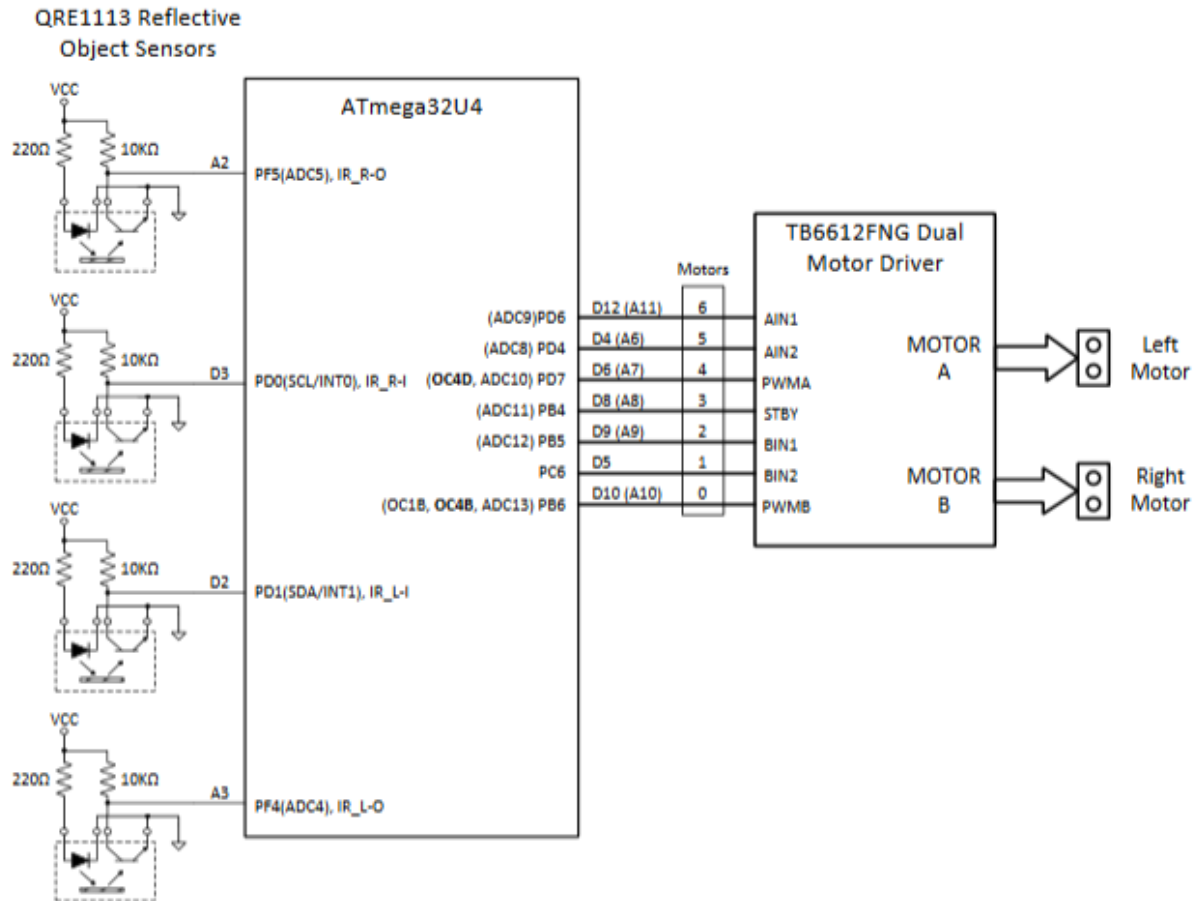 QRE1113 Reflective
Object Sensors
VCC
220Ω
10KΩ
A2
VCC
220Ω
10KΩ
D3
VCC
220Ω
10KΩ
D2
VCC
220Ω
10KΩ
A3
ATmega32U4
PF5(ADC5), IR_R-O
PD0(SCL/INT0), IR_R-I
PD1(SDA/INT1), IR_L-I
PF4(ADC4), IR_L-O
(ADC9)PD6
(ADC8) PD4
(OC4D, ADC10) PD7
(ADC11) PB4
(ADC12) PB5
PC6
(OC1B, OC4B, ADC13) PB6
Motors
D12 (A11) 6
D4 (A6) 5
D6 (A7) 4
D8 (A8) 3
D9 (A9) 2
D5 1
D10 (A10) 0
TB6612FNG Dual
Motor Driver
AIN1
AIN2
PWMA
STBY
BIN1
BIN2
PWMB
MOTOR
A
MOTOR
B
Left
Motor
Right
Motor